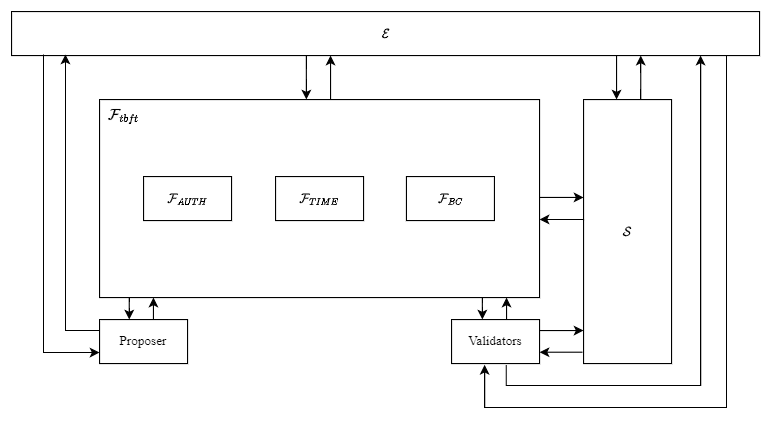 ℰ
ℱ_tbft
ℱ_AUTH
ℱ_TIME
ℱ_BC
𝒮
Proposer
Validators